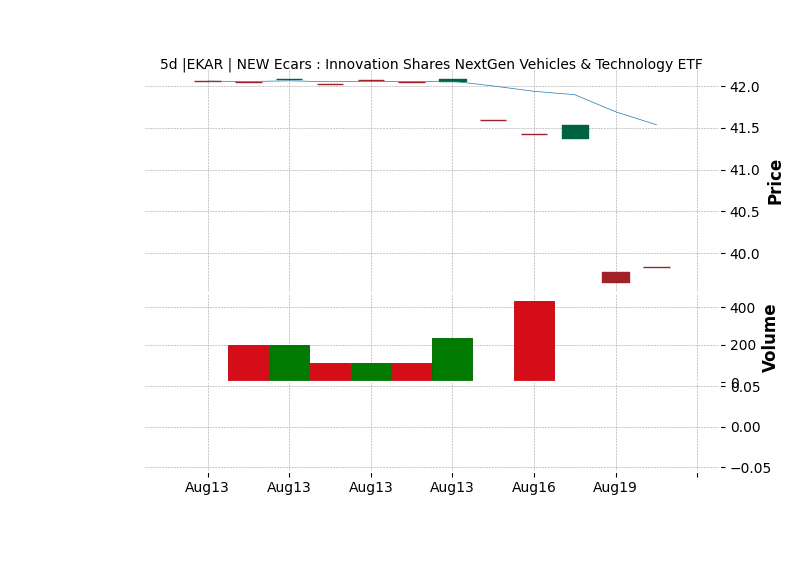 5d |EKAR | NEW Ecars : Innovation Shares NextGen Vehicles & Technology ETF
42.0
41.5
41.0
40.5
40.0
Price
400
200
0
Volume
0.05
0.00
−0.05
Aug13 Aug13 Aug13 Aug13 Aug16 Aug19